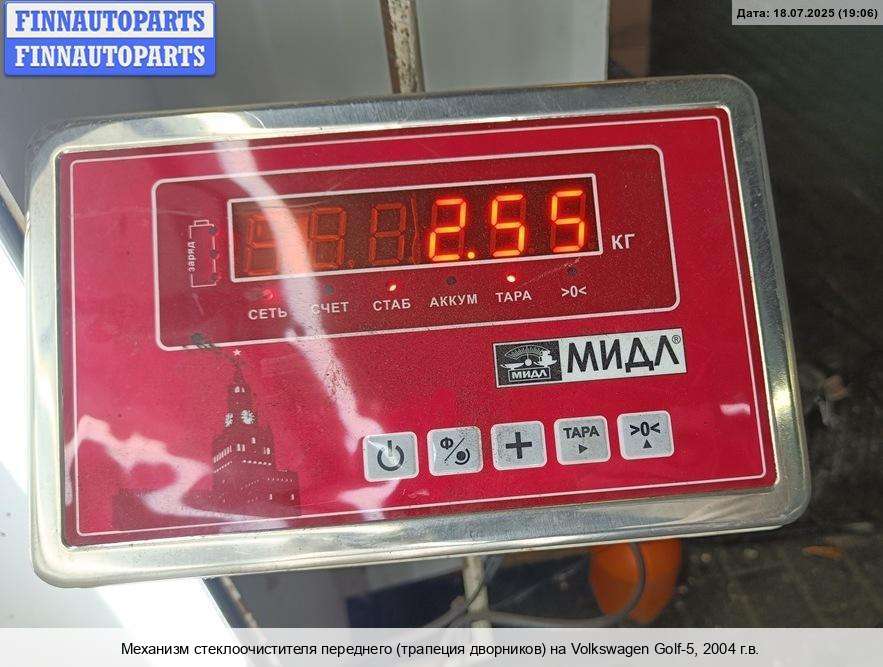 FINNAUTOPARTS
FINNAUTOPARTS
Дата: 18.07.2025 (19:06)
2.55
КГ
заряд
СЕТЬ СЧЕТ СТАБ АККУМ ТАРА >0<
МИДЛ МИДЛ®
Ф +
ТАРА >0<
Механизм стеклоочистителя переднего (трапеция дворников) на Volkswagen Golf-5, 2004 г.в.